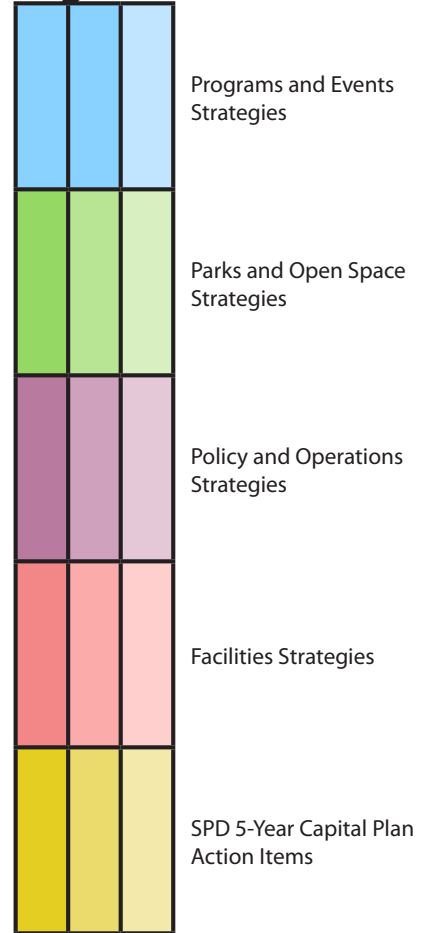 Programs and Events
Strategies
Parks and Open Space
Strategies
Policy and Operations
Strategies
Facilities Strategies
SPD 5-Year Capital Plan
Action Items